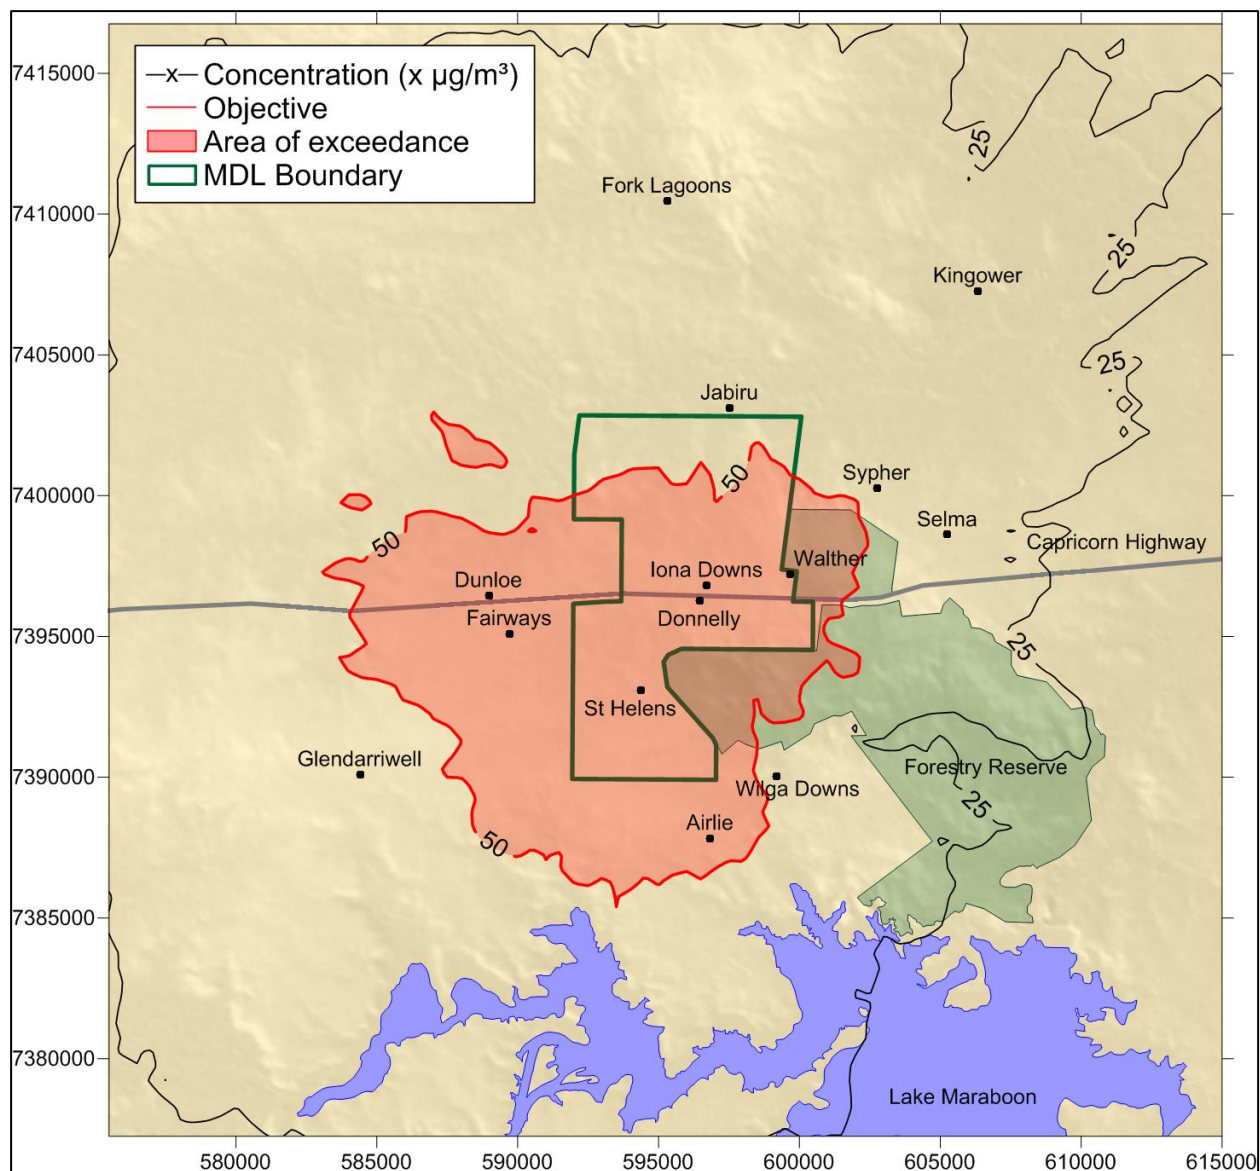 7415000
—x— Concentration (x µg/m³)
Objective
Area of exceedance
MDL Boundary
25
Fork Lagoons
7410000
25
Kingower
7405000
25
Jabiru
50
Sypher
7400000
Selma
50
Capricorn Highway
Walther
Iona Downs
Dunloe
Donnelly
Fairways
7395000
25
St Helens
Glendarriwell
7390000
Forestry Reserve
Wilga Downs
25
Airlie
50
7385000
7380000
Lake Maraboon
580000 585000 590000 595000 600000 605000 610000 615000